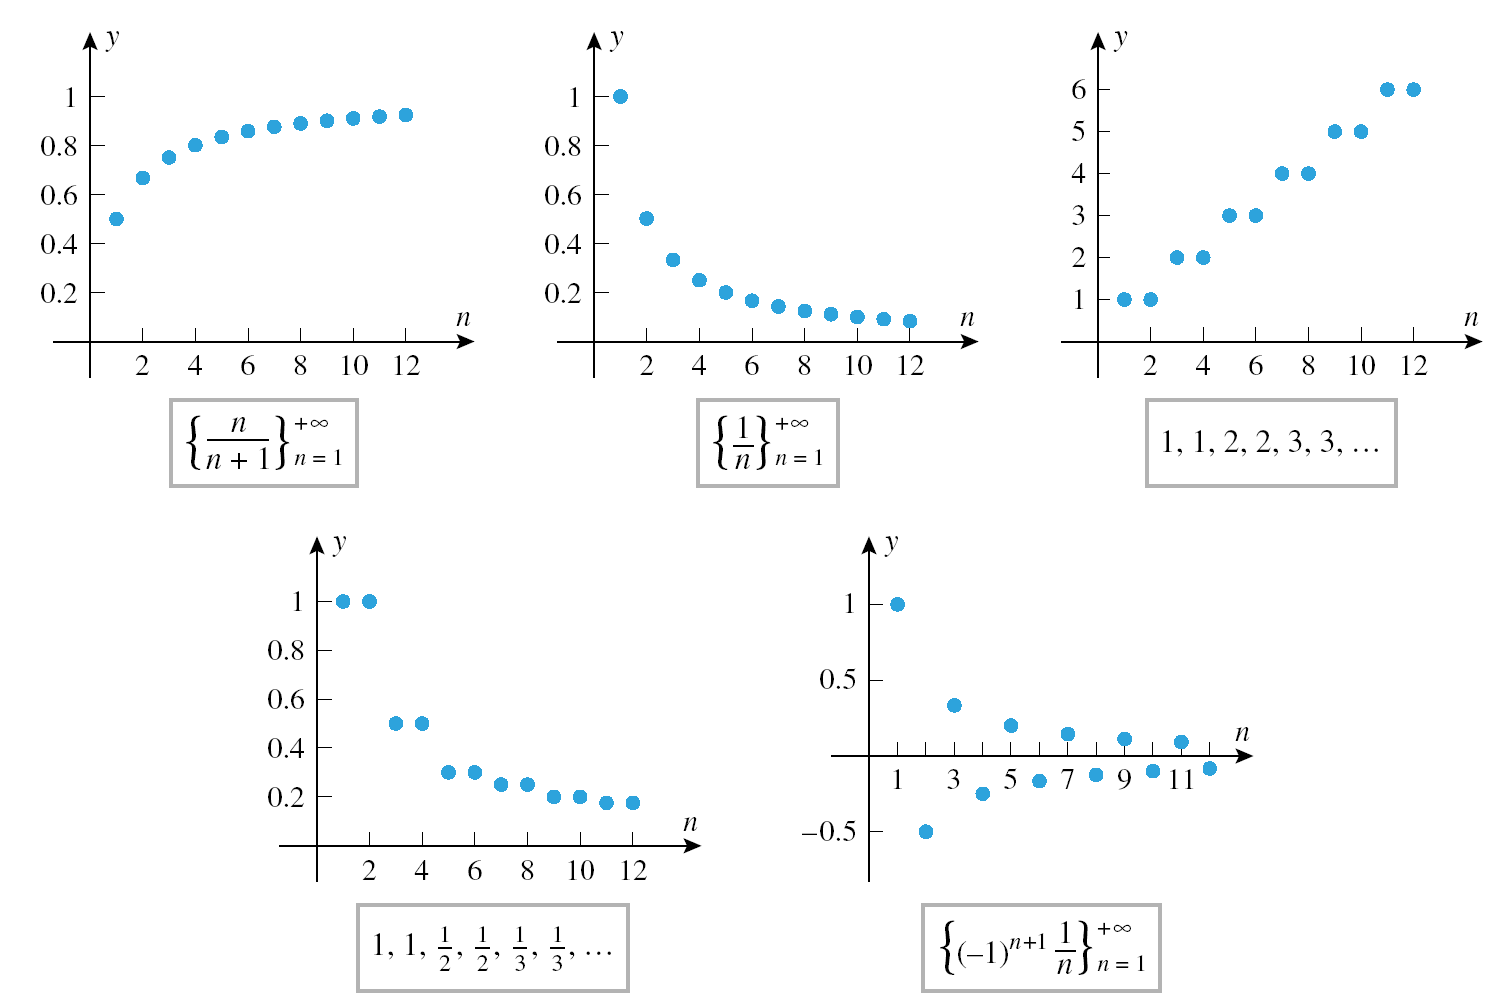 y
1
0.8
0.6
0.4
0.2
n
2 4 6 8 10 12
{n/(n + 1)}_{n = 1}^{+∞}
y
1
0.8
0.6
0.4
0.2
n
2 4 6 8 10 12
{1/n}_{n = 1}^{+∞}
y
6
5
4
3
2
1
n
2 4 6 8 10 12
1, 1, 2, 2, 3, 3, …
y
1
0.8
0.6
0.4
0.2
n
2 4 6 8 10 12
1, 1, 1/2, 1/2, 1/3, 1/3, …
y
1
0.5
n
1 3 5 7 9 11
–0.5
{(–1)^{n+1} 1/n}_{n = 1}^{+∞}